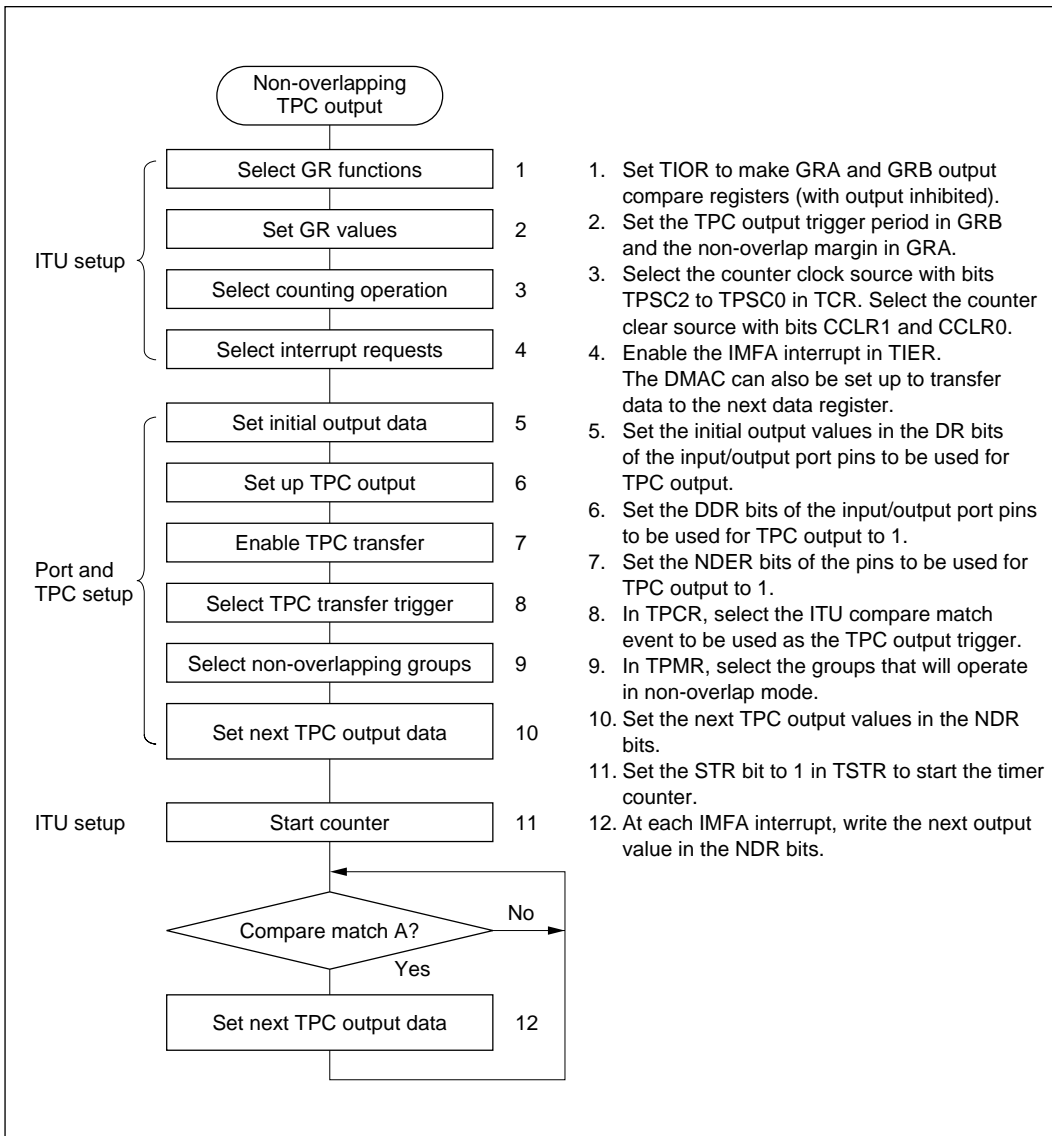 Non-overlapping
TPC output
ITU setup
Select GR functions
1
Set GR values
2
Select counting operation
3
Select interrupt requests
4
Port and
TPC setup
Set initial output data
5
Set up TPC output
6
Enable TPC transfer
7
Select TPC transfer trigger
8
Select non-overlapping groups
9
Set next TPC output data
10
ITU setup
Start counter
11
Compare match A?
No
Yes
Set next TPC output data
12
1. Set TIOR to make GRA and GRB output
compare registers (with output inhibited).
2. Set the TPC output trigger period in GRB
and the non-overlap margin in GRA.
3. Select the counter clock source with bits
TPSC2 to TPSC0 in TCR. Select the counter
clear source with bits CCLR1 and CCLR0.
4. Enable the IMFA interrupt in TIER.
The DMAC can also be set up to transfer
data to the next data register.
5. Set the initial output values in the DR bits
of the input/output port pins to be used for
TPC output.
6. Set the DDR bits of the input/output port pins
to be used for TPC output to 1.
7. Set the NDER bits of the pins to be used for
TPC output to 1.
8. In TPCR, select the ITU compare match
event to be used as the TPC output trigger.
9. In TPMR, select the groups that will operate
in non-overlap mode.
10. Set the next TPC output values in the NDR
bits.
11. Set the STR bit to 1 in TSTR to start the timer
counter.
12. At each IMFA interrupt, write the next output
value in the NDR bits.